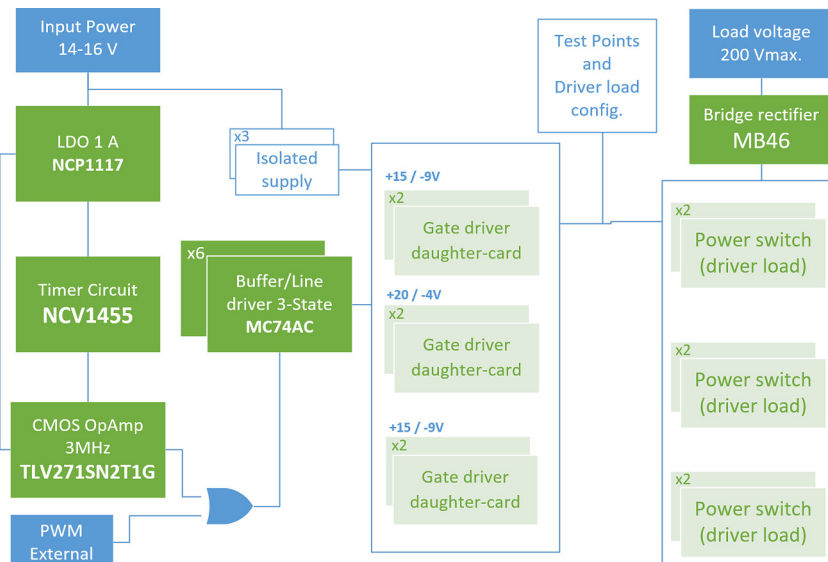 Input Power
14-16 V
LDO 1 A
NCP1117
Timer Circuit
NCV1455
CMOS OpAmp
3MHz
TLV271SN2T1G
PWM
External
x3
Isolated
supply
x6
Buffer/Line
driver 3-State
MC74AC
+15 / -9V
x2
Gate driver
daughter-card
+20 / -4V
x2
Gate driver
daughter-card
+15 / -9V
x2
Gate driver
daughter-card
Test Points
and
Driver load
config.
Load voltage
200 Vmax.
Bridge rectifier
MB46
x2
Power switch
(driver load)
x2
Power switch
(driver load)
x2
Power switch
(driver load)